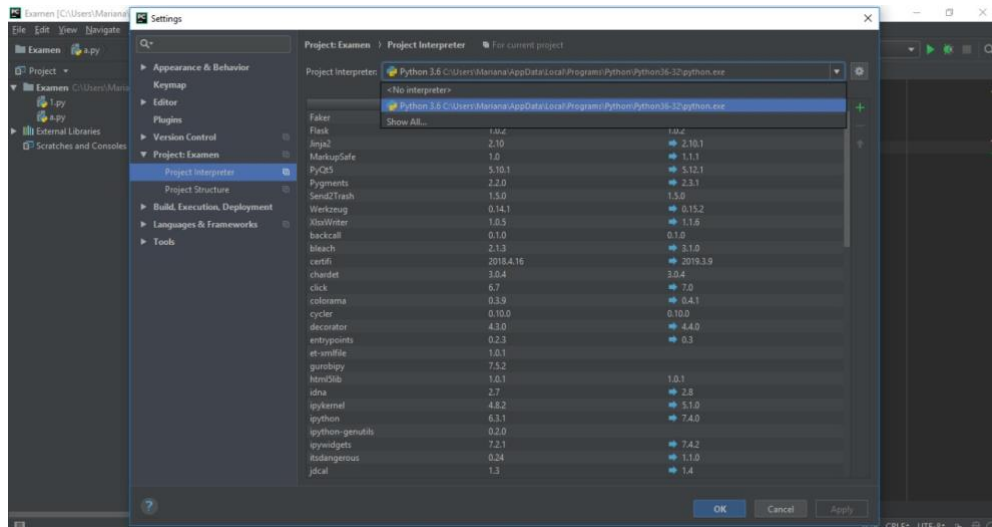 Examen [C:\Users\Mariana
Settings
File Edit View Navigate
Examen a.py
Project
Examen C:\Users\Maria
1.py
a.py
External Libraries
Scratches and Consoles
Appearance & Behavior
Keymap
Editor
Plugins
Version Control
Project: Examen
Project Interpreter
Project Structure
Build, Execution, Deployment
Languages & Frameworks
Tools
Project: Examen Project Interpreter For current project
Project Interpreter: Python 3.6 C:\Users\Mariana\AppData\Local\Programs\Python\Python36-32\python.exe
<No interpreter>
Python 3.6 C:\Users\Mariana\AppData\Local\Programs\Python\Python36-32\python.exe
Show All...
Faker
Flask 1.0.2 1.0.2
Jinja2 2.10 2.10.1
MarkupSafe 1.0 1.1.1
PyQt5 5.10.1 5.12.1
Pygments 2.2.0 2.3.1
Send2Trash 1.5.0 1.5.0
Werkzeug 0.14.1 0.15.2
XlsxWriter 1.0.5 1.1.6
backcall 0.1.0 0.1.0
bleach 2.1.3 3.1.0
certifi 2018.4.16 2019.3.9
chardet 3.0.4 3.0.4
click 6.7 7.0
colorama 0.3.9 0.4.1
cycler 0.10.0 0.10.0
decorator 4.3.0 4.4.0
entrypoints 0.2.3 0.3
et-xmlfile 1.0.1
gurobipy 7.5.2
html5lib 1.0.1 1.0.1
idna 2.7 2.8
ipykernel 4.8.2 5.1.0
ipython 6.3.1 7.4.0
ipython-genutils 0.2.0
ipywidgets 7.2.1 7.4.2
itsdangerous 0.24 1.1.0
jdcal 1.3 1.4
OK Cancel Apply